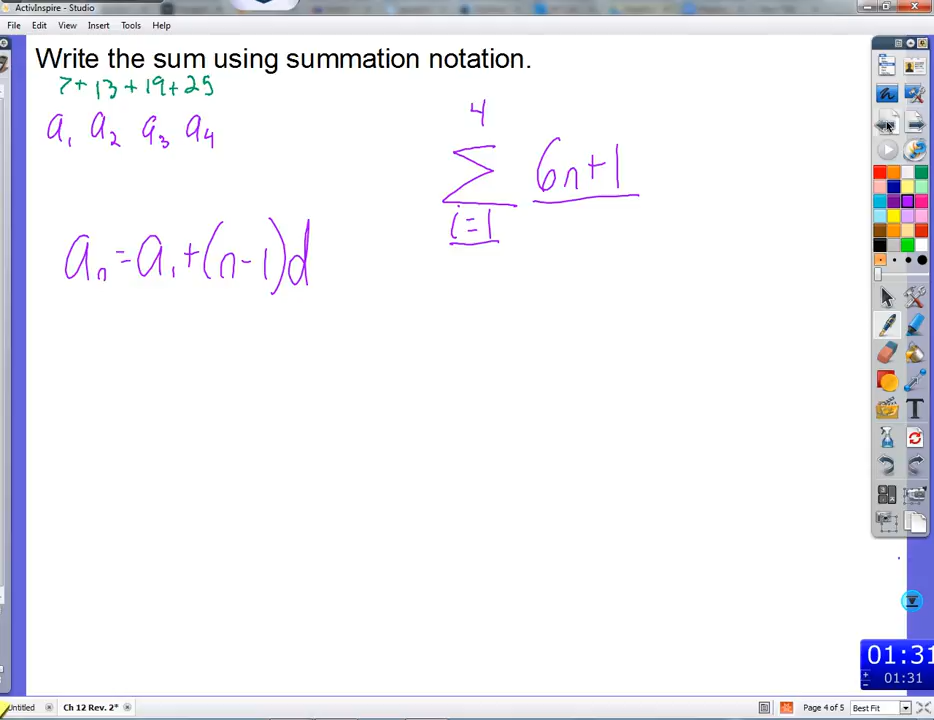 ActivInspire - Studio
File Edit View Insert Tools Help
Write the sum using summation notation.
7+ 13 + 19 + 25
a₁ a₂ a₃ a₄
4
∑ 6n+1
i=1
aₙ = a₁ + (n-1)d
01:31
01:31
Untitled Ch 12 Rev. 2* Page 4 of 5 Best Fit